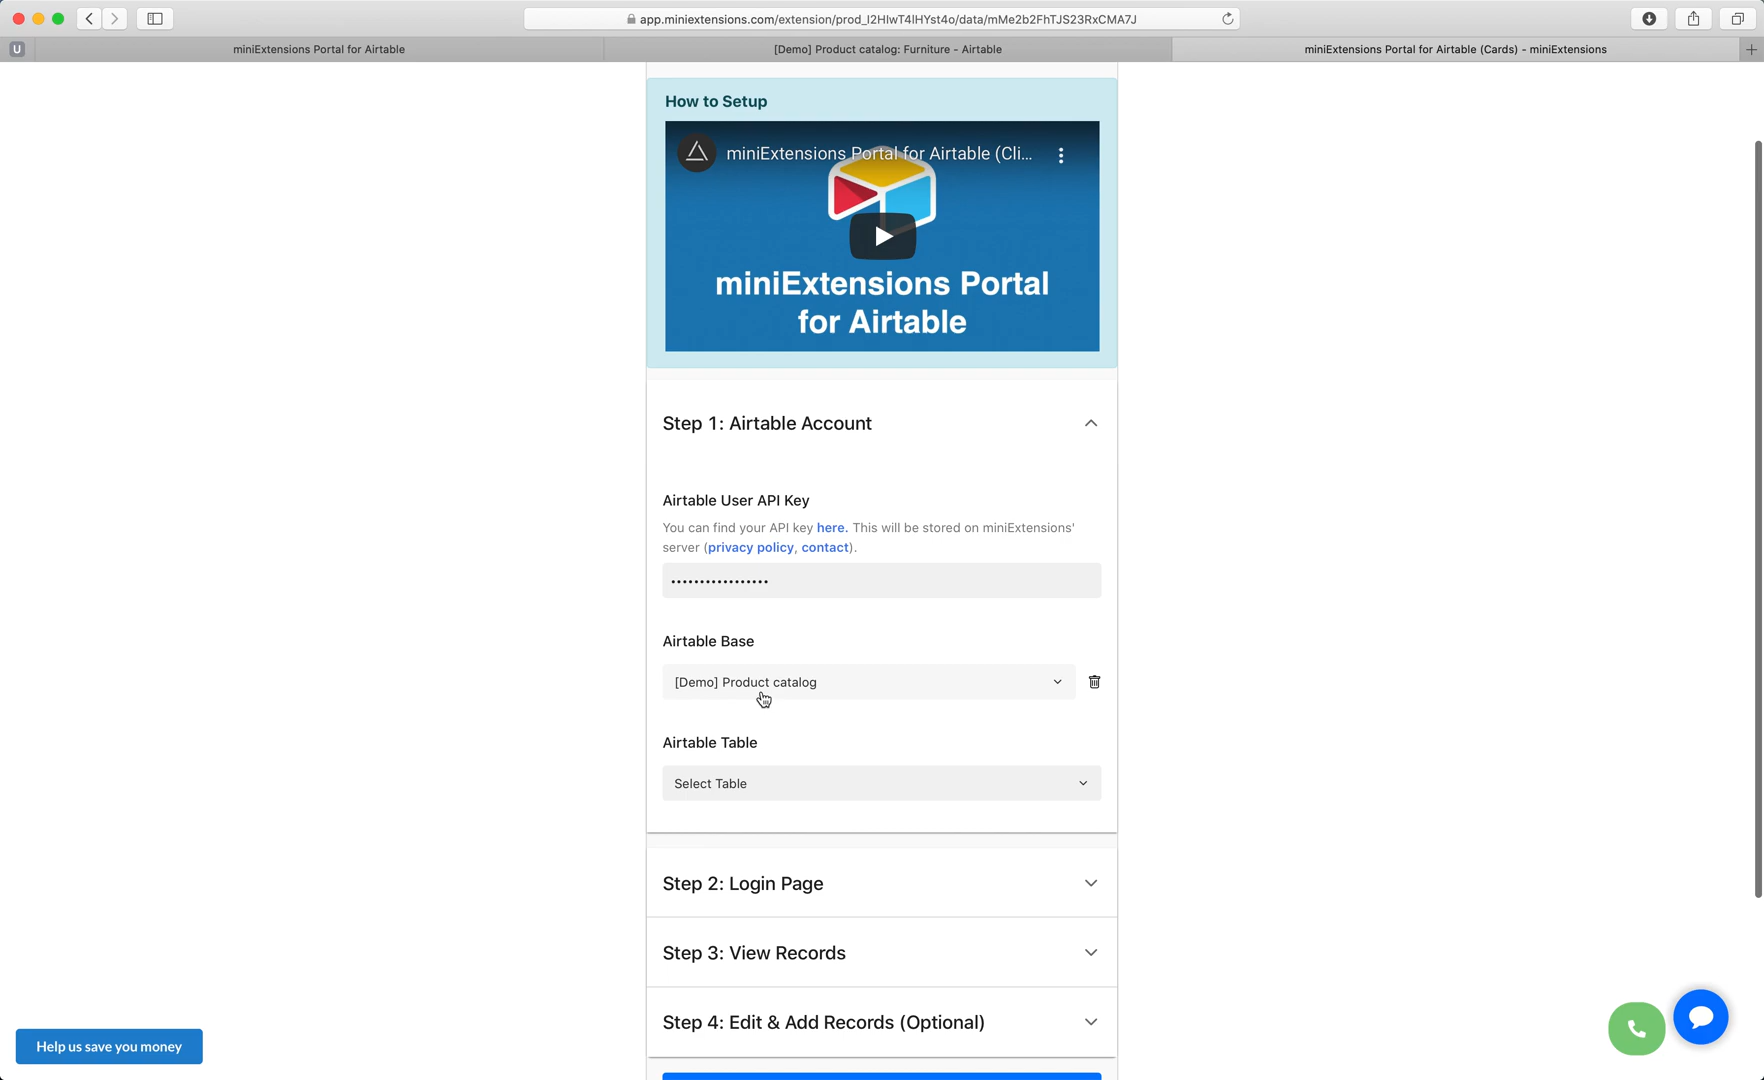 app.miniextensions.com/extension/prod_I2HIwT4lHYst4o/data/mMe2b2FhTJS23RxCMA7J
U
miniExtensions Portal for Airtable
[Demo] Product catalog: Furniture - Airtable
miniExtensions Portal for Airtable (Cards) - miniExtensions
How to Setup
miniExtensions Portal for Airtable (Cli...
miniExtensions Portal
for Airtable
Step 1: Airtable Account
Airtable User API Key
You can find your API key here. This will be stored on miniExtensions'
server (privacy policy, contact).
•••••••••••••••••
Airtable Base
[Demo] Product catalog
Airtable Table
Select Table
Step 2: Login Page
Step 3: View Records
Step 4: Edit & Add Records (Optional)
Help us save you money